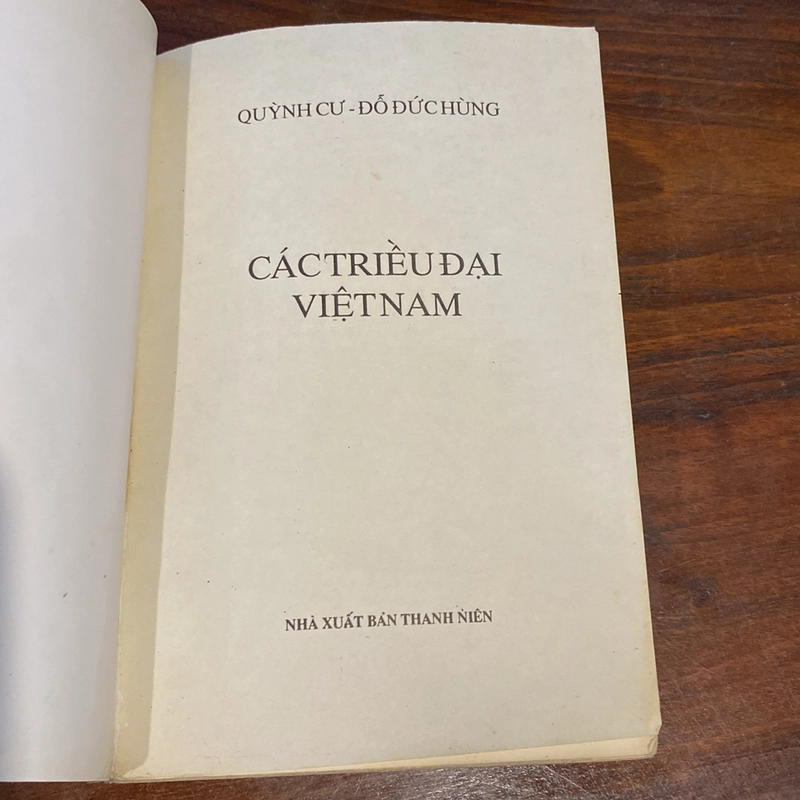 QUỲNH CƯ - ĐỖ ĐỨC HÙNG
CÁC TRIỀU ĐẠI
VIỆT NAM
NHÀ XUẤT BẢN THANH NIÊN